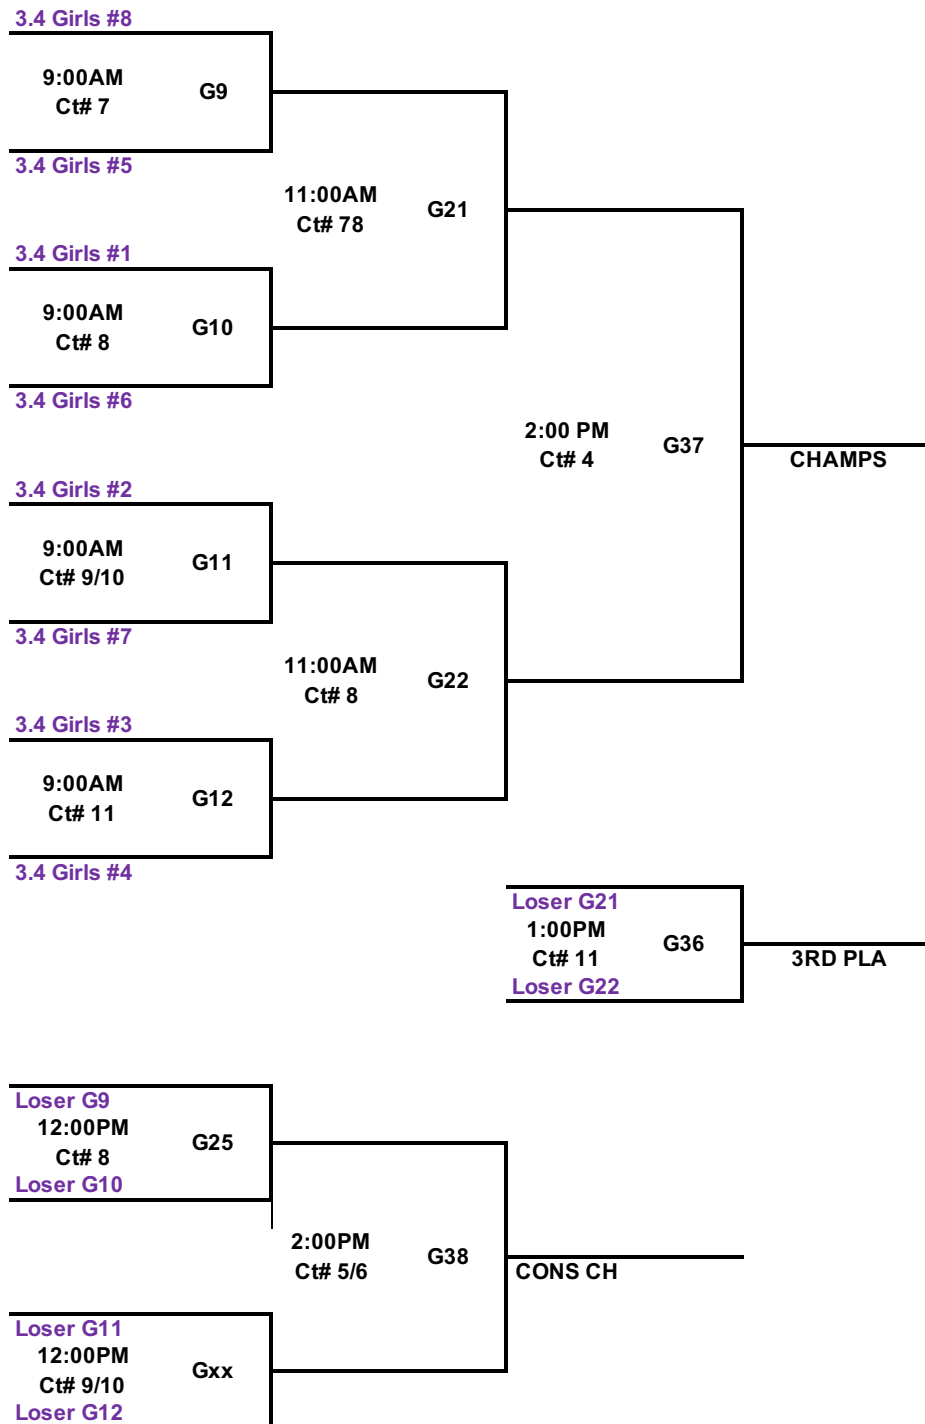 3.4 Girls #8
9:00AM
Ct# 7
G9
3.4 Girls #5
11:00AM
Ct# 78
G21
3.4 Girls #1
9:00AM
Ct# 8
G10
3.4 Girls #6
2:00 PM
Ct# 4
G37
CHAMPS
3.4 Girls #2
9:00AM
Ct# 9/10
G11
3.4 Girls #7
11:00AM
Ct# 8
G22
3.4 Girls #3
9:00AM
Ct# 11
G12
3.4 Girls #4
Loser G21
1:00PM
Ct# 11
G36
3RD PLA
Loser G22
Loser G9
12:00PM
Ct# 8
G25
Loser G10
2:00PM
Ct# 5/6
G38
CONS CH
Loser G11
12:00PM
Ct# 9/10
Gxx
Loser G12